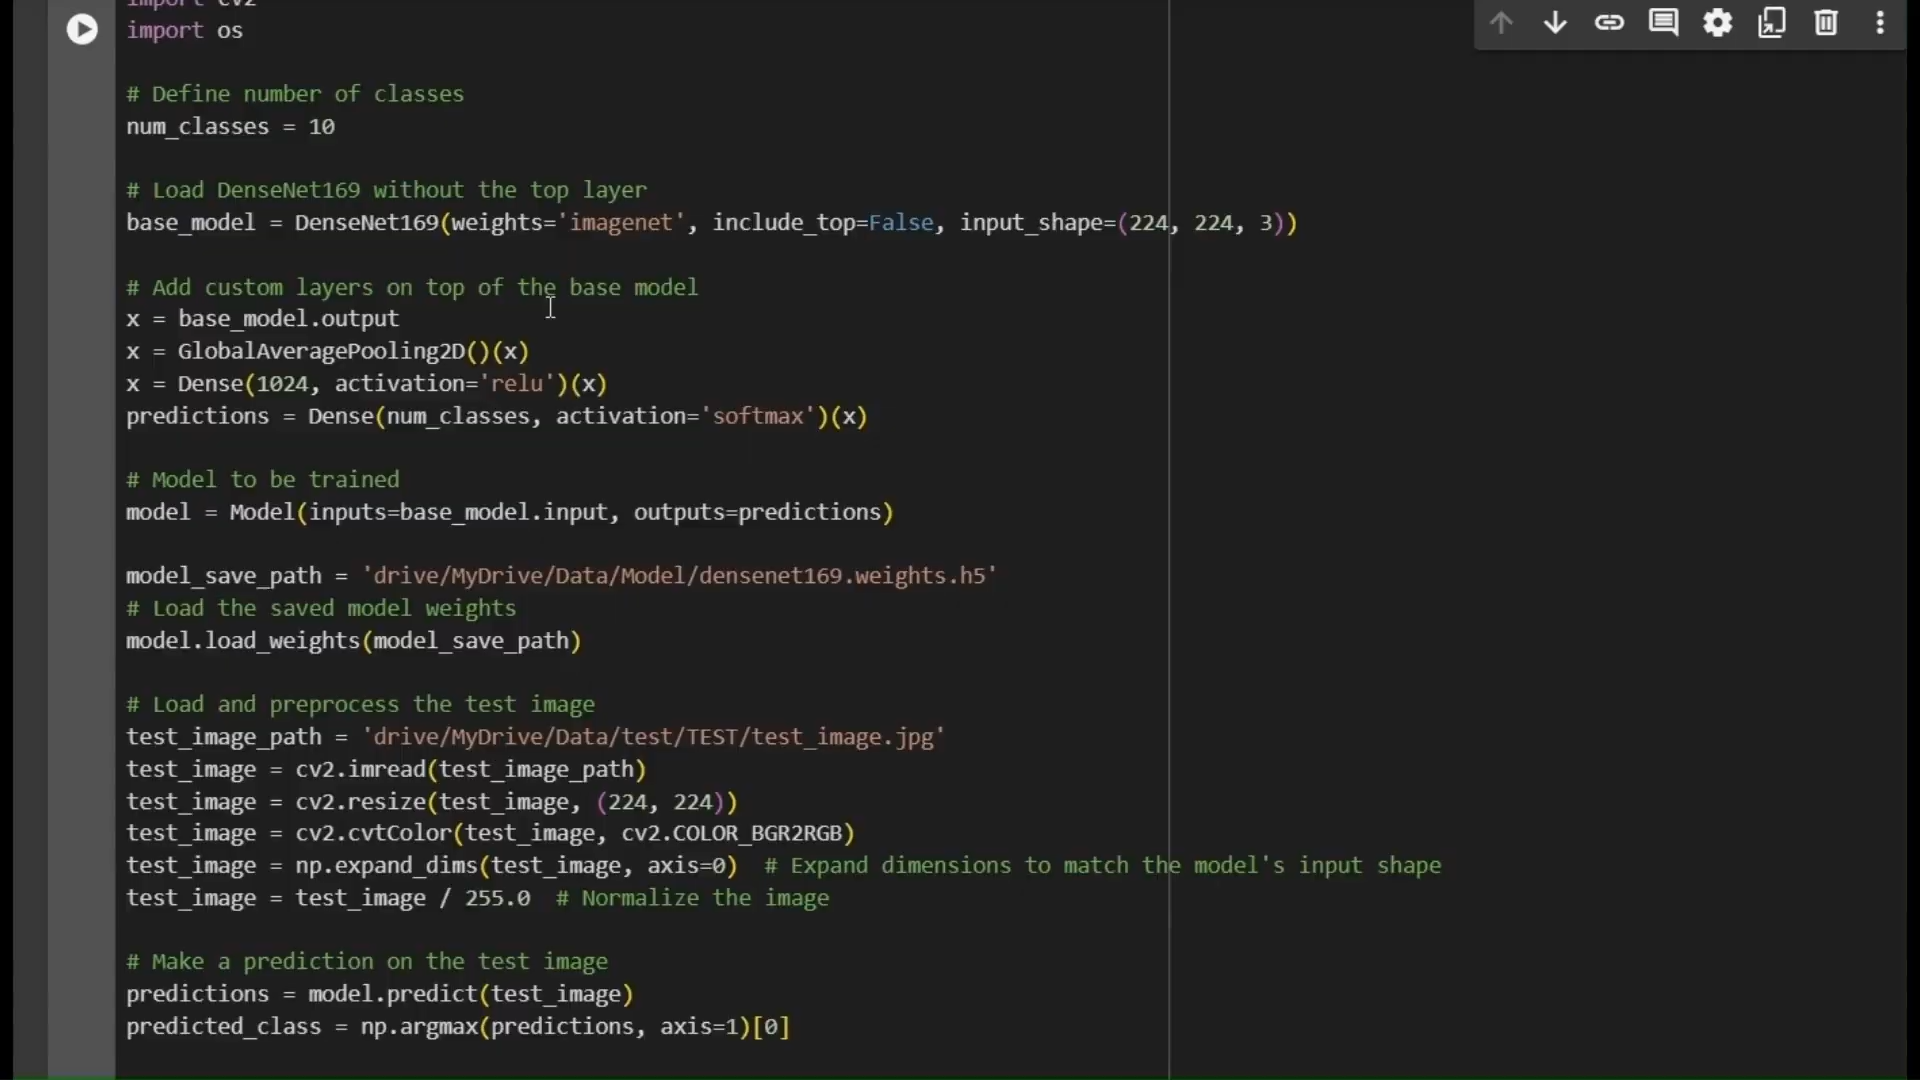 import cv2
import os
# Define number of classes
num_classes = 10
# Load DenseNet169 without the top layer
base_model = DenseNet169(weights='imagenet', include_top=False, input_shape=(224, 224, 3))
# Add custom layers on top of the base model
x = base_model.output
x = GlobalAveragePooling2D()(x)
x = Dense(1024, activation='relu')(x)
predictions = Dense(num_classes, activation='softmax')(x)
# Model to be trained
model = Model(inputs=base_model.input, outputs=predictions)
model_save_path = 'drive/MyDrive/Data/Model/densenet169.weights.h5'
# Load the saved model weights
model.load_weights(model_save_path)
# Load and preprocess the test image
test_image_path = 'drive/MyDrive/Data/test/TEST/test_image.jpg'
test_image = cv2.imread(test_image_path)
test_image = cv2.resize(test_image, (224, 224))
test_image = cv2.cvtColor(test_image, cv2.COLOR_BGR2RGB)
test_image = np.expand_dims(test_image, axis=0)  # Expand dimensions to match the model's input shape
test_image = test_image / 255.0  # Normalize the image
# Make a prediction on the test image
predictions = model.predict(test_image)
predicted_class = np.argmax(predictions, axis=1)[0]